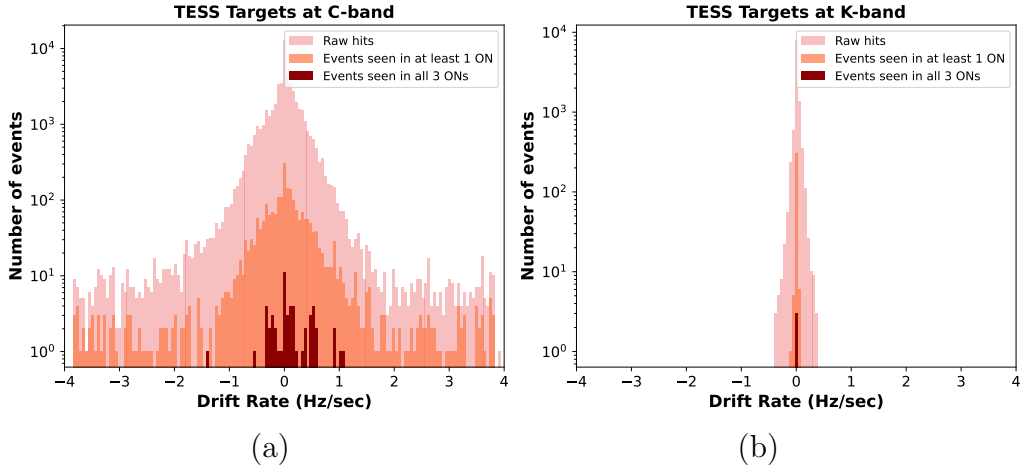 TESS Targets at C-band
Number of events
10⁴
10³
10²
10¹
10⁰
Raw hits
Events seen in at least 1 ON
Events seen in all 3 ONs
−4 −3 −2 −1 0 1 2 3 4
Drift Rate (Hz/sec)
(a)
TESS Targets at K-band
Number of events
10⁴
10³
10²
10¹
10⁰
Raw hits
Events seen in at least 1 ON
Events seen in all 3 ONs
−4 −3 −2 −1 0 1 2 3 4
Drift Rate (Hz/sec)
(b)